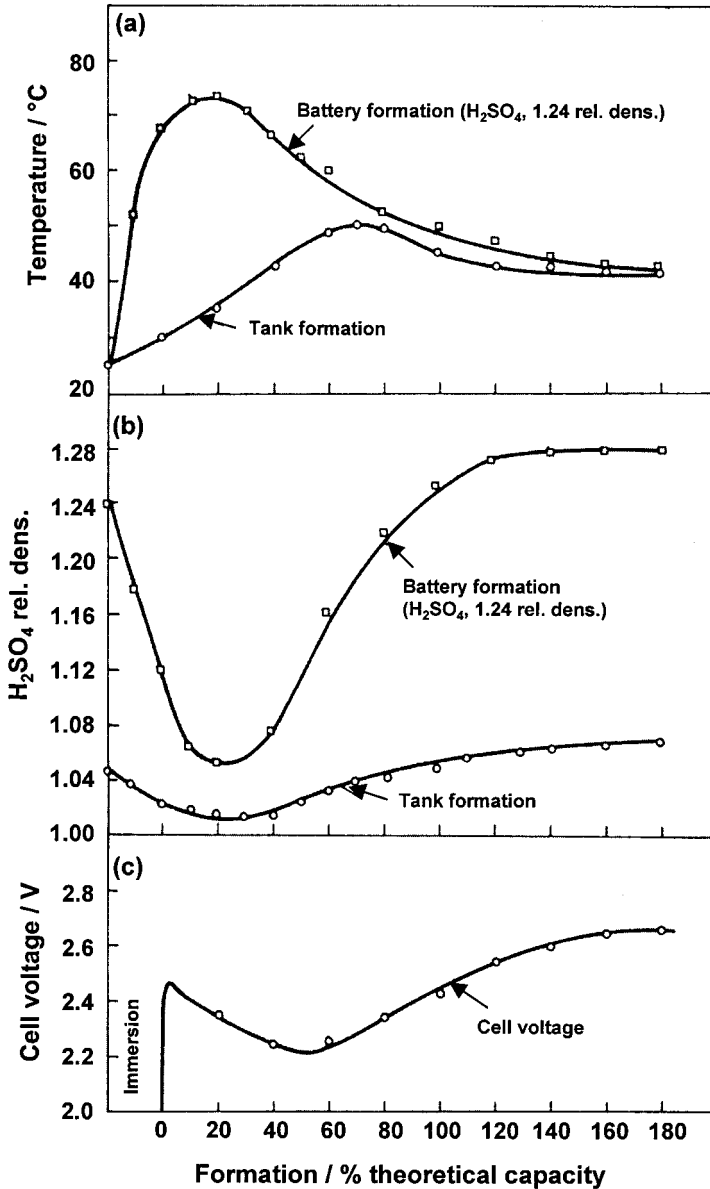 (a)
80
60
40
20
Temperature / °C
Battery formation (H₂SO₄, 1.24 rel. dens.)
Tank formation
(b)
1.28
1.24
1.20
1.16
1.12
1.08
1.04
1.00
H₂SO₄ rel. dens.
Battery formation
(H₂SO₄, 1.24 rel. dens.)
Tank formation
(c)
2.8
2.6
2.4
2.2
2.0
Cell voltage / V
Immersion
Cell voltage
0 20 40 60 80 100 120 140 160 180
Formation / % theoretical capacity